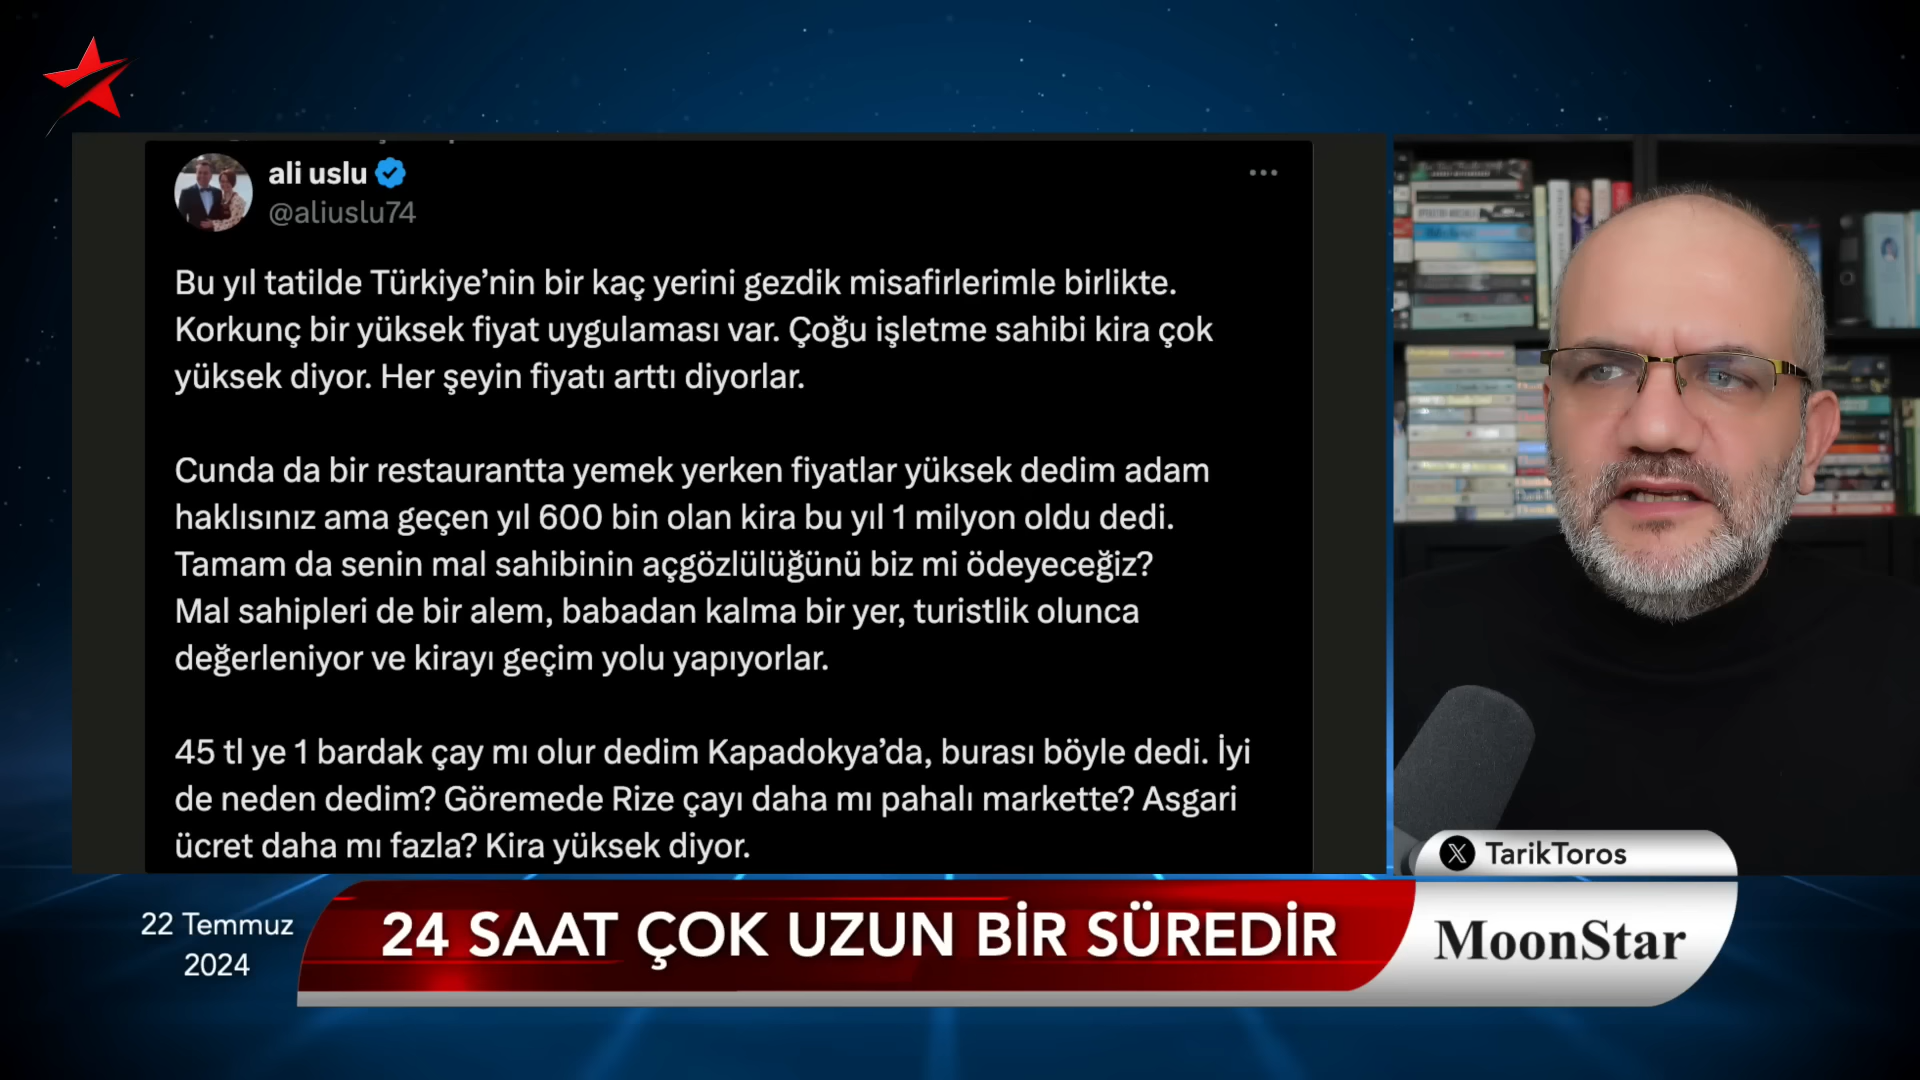 ali uslu
@aliuslu74
Bu yıl tatilde Türkiye’nin bir kaç yerini gezdik misafirlerimle birlikte.
Korkunç bir yüksek fiyat uygulaması var. Çoğu işletme sahibi kira çok
yüksek diyor. Her şeyin fiyatı arttı diyorlar.
Cunda da bir restaurantta yemek yerken fiyatlar yüksek dedim adam
haklısınız ama geçen yıl 600 bin olan kira bu yıl 1 milyon oldu dedi.
Tamam da senin mal sahibinin açgözlülüğünü biz mi ödeyeceğiz?
Mal sahipleri de bir alem, babadan kalma bir yer, turistlik olunca
değerleniyor ve kirayı geçim yolu yapıyorlar.
45 tl ye 1 bardak çay mı olur dedim Kapadokya’da, burası böyle dedi. İyi
de neden dedim? Göremede Rize çayı daha mı pahalı markette? Asgari
ücret daha mı fazla? Kira yüksek diyor.
TarikToros
22 Temmuz
2024
24 SAAT ÇOK UZUN BİR SÜREDİR
MoonStar